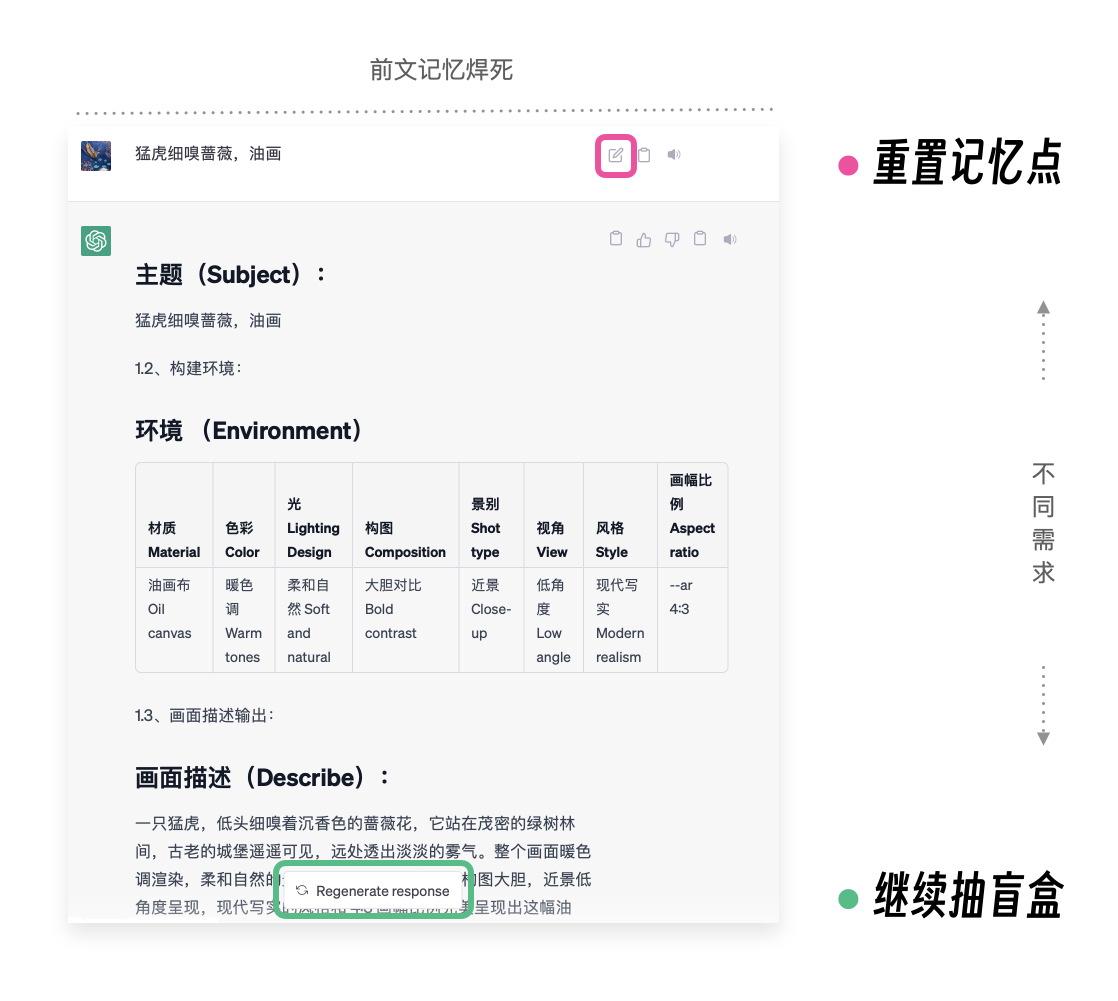 前文记忆焊死
猛虎细嗅蔷薇，油画
重置记忆点
主题（Subject）：
猛虎细嗅蔷薇，油画
1.2、构建环境：
环境 （Environment）
材质 Material
色彩 Color
光 Lighting Design
构图 Composition
景别 Shot type
视角 View
风格 Style
画幅比例 Aspect ratio
油画布 Oil canvas
暖色调 Warm tones
柔和自然 Soft and natural
大胆对比 Bold contrast
近景 Close-up
低角度 Low angle
现代写实 Modern realism
--ar 4:3
不同需求
1.3、画面描述输出：
画面描述（Describe）：
一只猛虎，低头细嗅着沉香色的蔷薇花，它站在茂密的绿树林
间，古老的城堡遥遥可见，远处透出淡淡的雾气。整个画面暖色
调渲染，柔和自然的
构图大胆，近景低
Regenerate response
角度呈现，现代写实
呈现出这幅油
继续抽盲盒